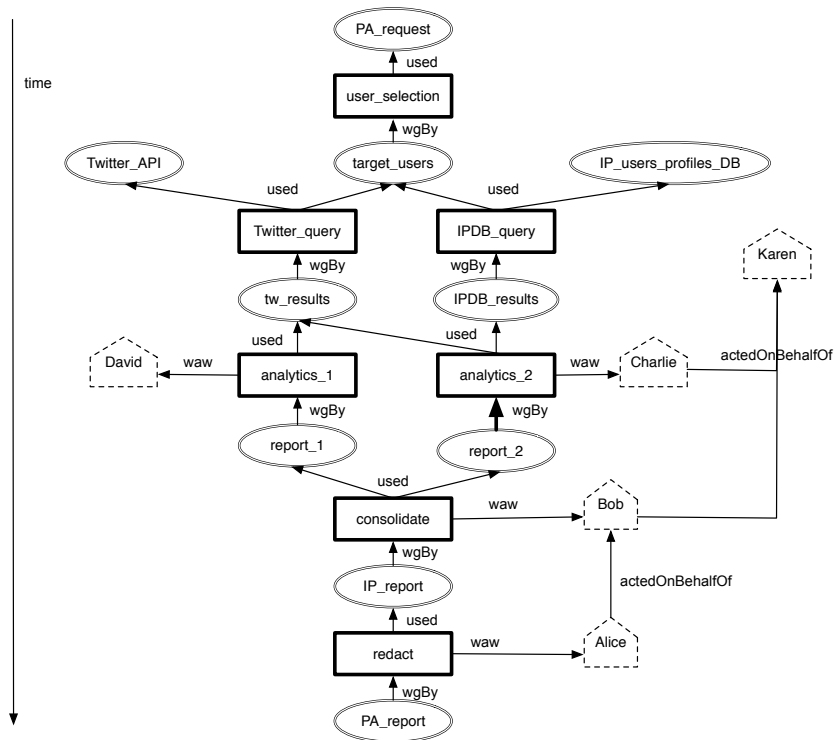 PA_request
used
time
user_selection
wgBy
Twitter_API
target_users
IP_users_profiles_DB
used
used
Twitter_query
IPDB_query
Karen
wgBy
wgBy
tw_results
IPDB_results
used
used
David
waw
analytics_1
analytics_2
waw
Charlie
actedOnBehalfOf
wgBy
wgBy
report_1
report_2
used
consolidate
waw
Bob
wgBy
IP_report
actedOnBehalfOf
used
redact
waw
Alice
wgBy
PA_report